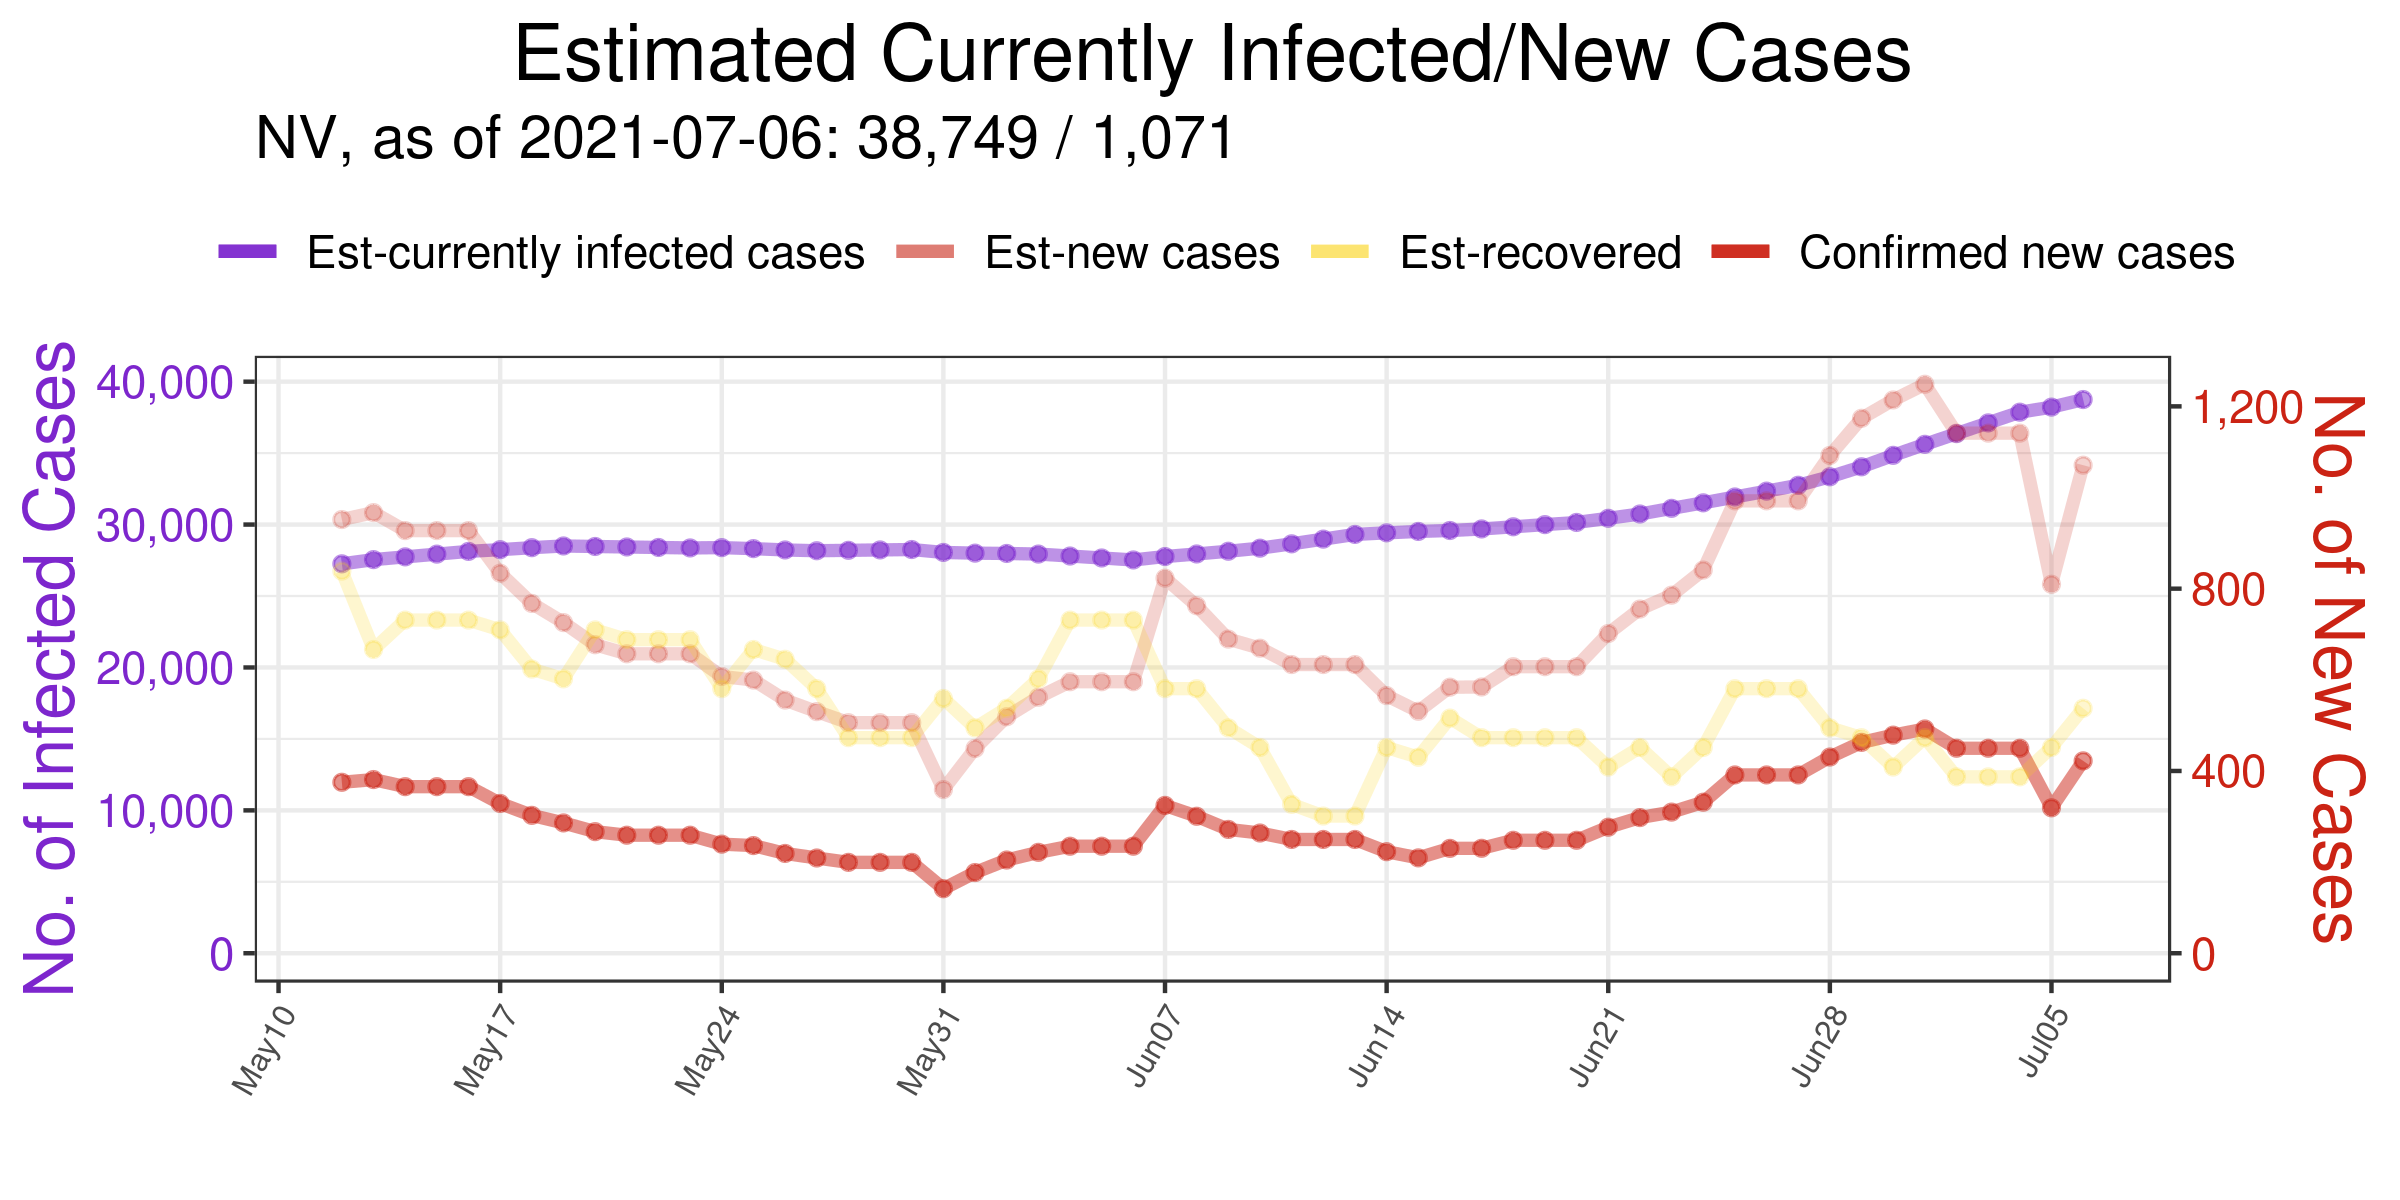 Estimated Currently Infected/New Cases
NV, as of 2021-07-06: 38,749 / 1,071
Est-currently infected cases Est-new cases Est-recovered Confirmed new cases
No. of Infected Cases
40,000
30,000
20,000
10,000
0
1,200
800
400
0
No. of New Cases
May10 May17 May24 May31 Jun07 Jun14 Jun21 Jun28 Jul05